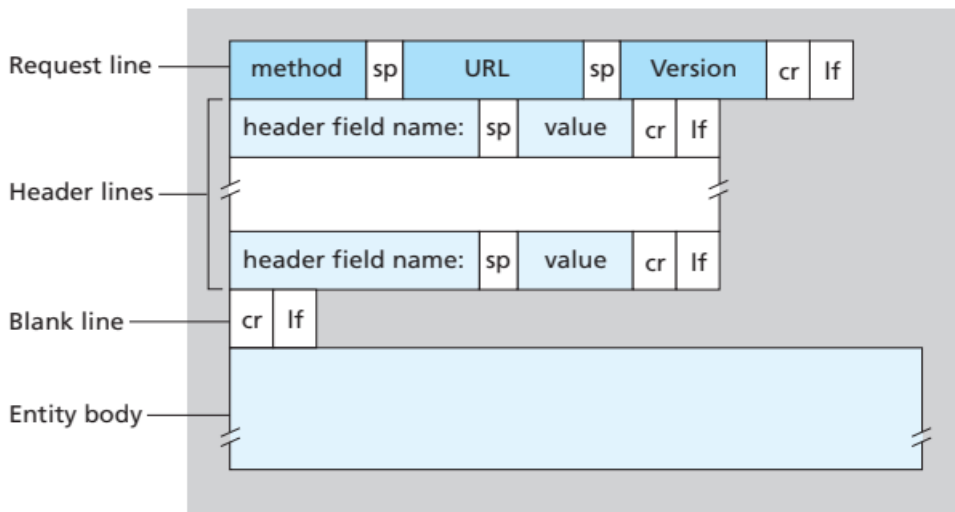 Request line method sp URL sp Version cr lf
header field name: sp value cr lf
Header lines
header field name: sp value cr lf
Blank line cr lf
Entity body